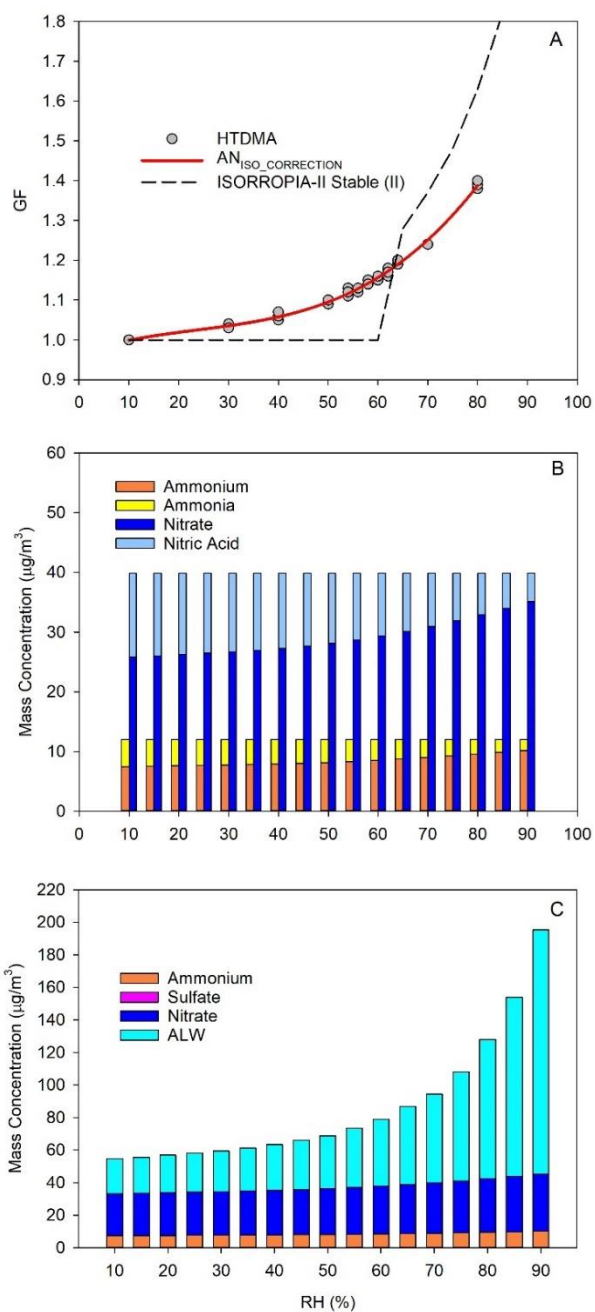 1.8
A
1.7
1.6
1.5
HTDMA
AN_ISO_CORRECTION
ISORROPIA-II Stable (II)
GF
1.4
1.3
1.2
1.1
1.0
0.9
0 10 20 30 40 50 60 70 80 90 100
60
B
50
Ammonium
Ammonia
Nitrate
Nitric Acid
Mass Concentration (µg/m³)
40
30
20
10
0
0 10 20 30 40 50 60 70 80 90 100
220
C
200
180
Ammonium
Sulfate
Nitrate
ALW
Mass Concentration (µg/m³)
160
140
120
100
80
60
40
20
0
10 20 30 40 50 60 70 80 90
RH (%)